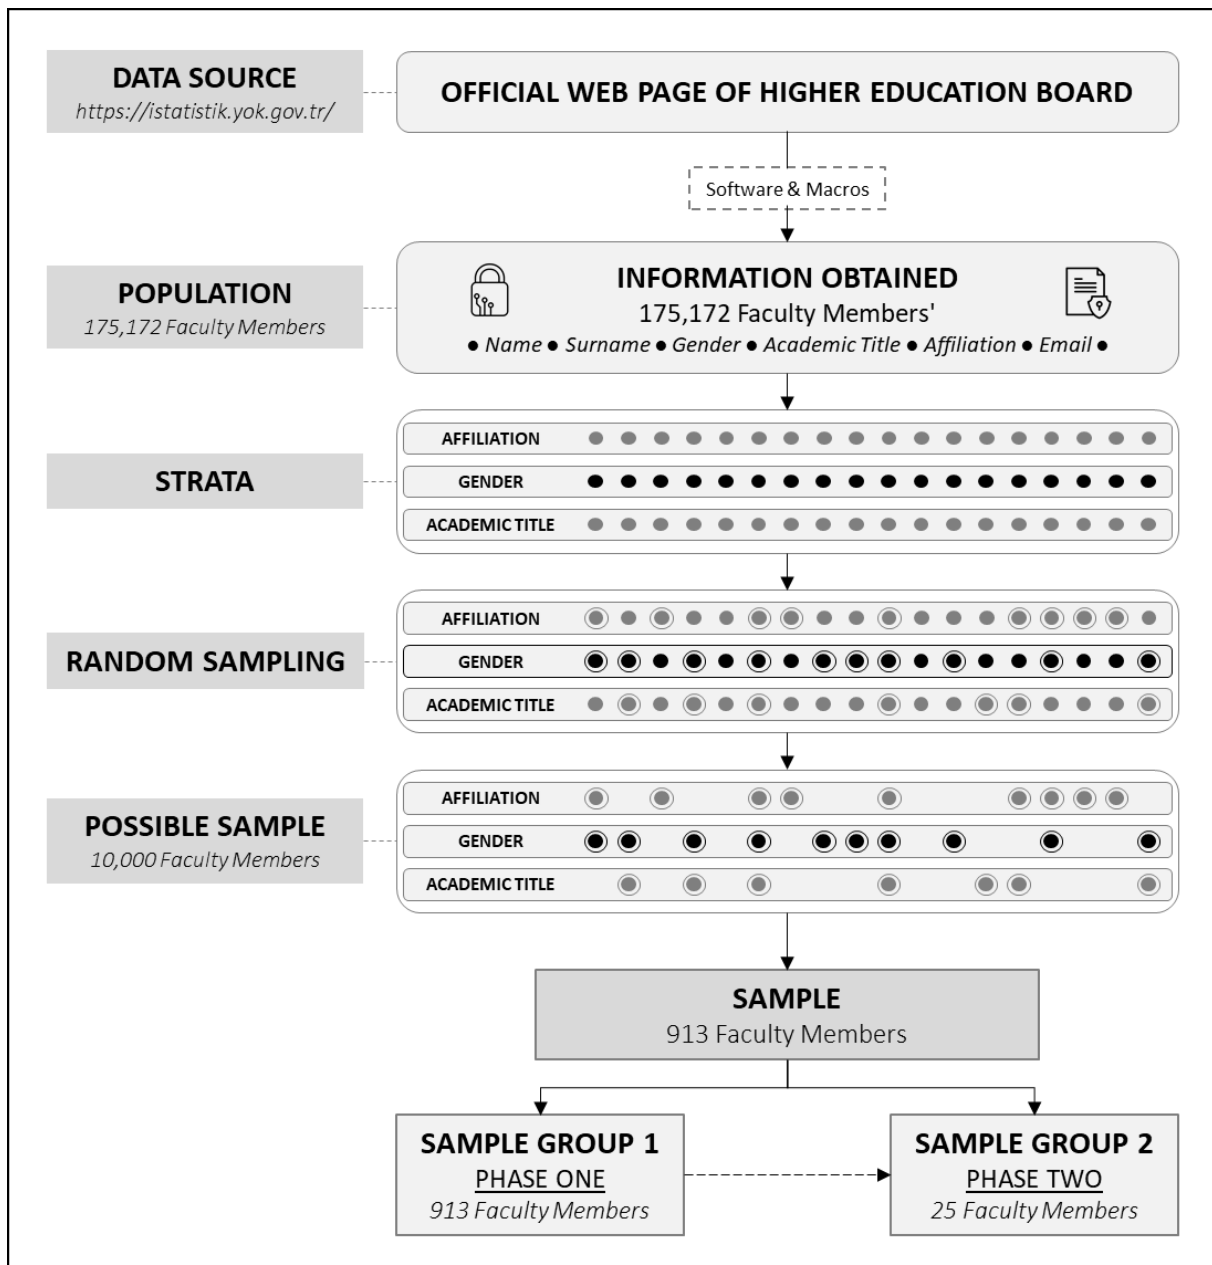 DATA SOURCE
https://istatistik.yok.gov.tr/
OFFICIAL WEB PAGE OF HIGHER EDUCATION BOARD
Software & Macros
POPULATION
175,172 Faculty Members
INFORMATION OBTAINED
175,172 Faculty Members'
● Name ● Surname ● Gender ● Academic Title ● Affiliation ● Email ●
STRATA
AFFILIATION
GENDER
ACADEMIC TITLE
RANDOM SAMPLING
AFFILIATION
GENDER
ACADEMIC TITLE
POSSIBLE SAMPLE
10,000 Faculty Members
AFFILIATION
GENDER
ACADEMIC TITLE
SAMPLE
913 Faculty Members
SAMPLE GROUP 1
PHASE ONE
913 Faculty Members
SAMPLE GROUP 2
PHASE TWO
25 Faculty Members